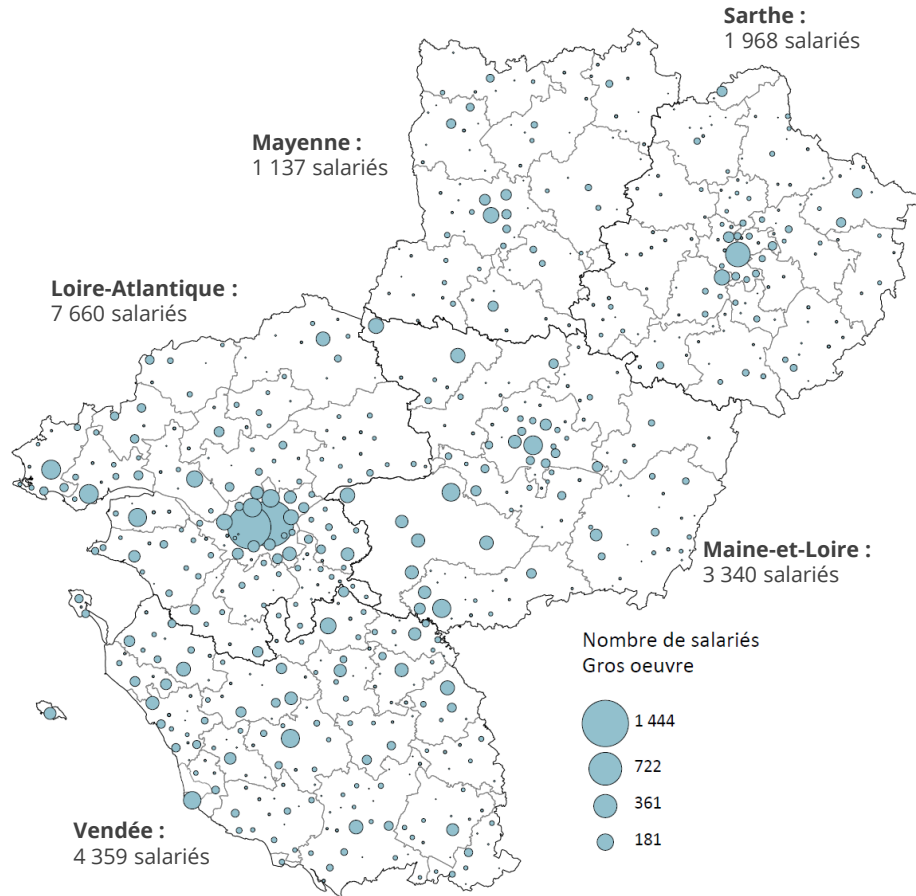 Sarthe :
1 968 salariés
Mayenne :
1 137 salariés
Loire-Atlantique :
7 660 salariés
Maine-et-Loire :
3 340 salariés
Nombre de salariés
Gros oeuvre
1 444
722
361
181
Vendée :
4 359 salariés